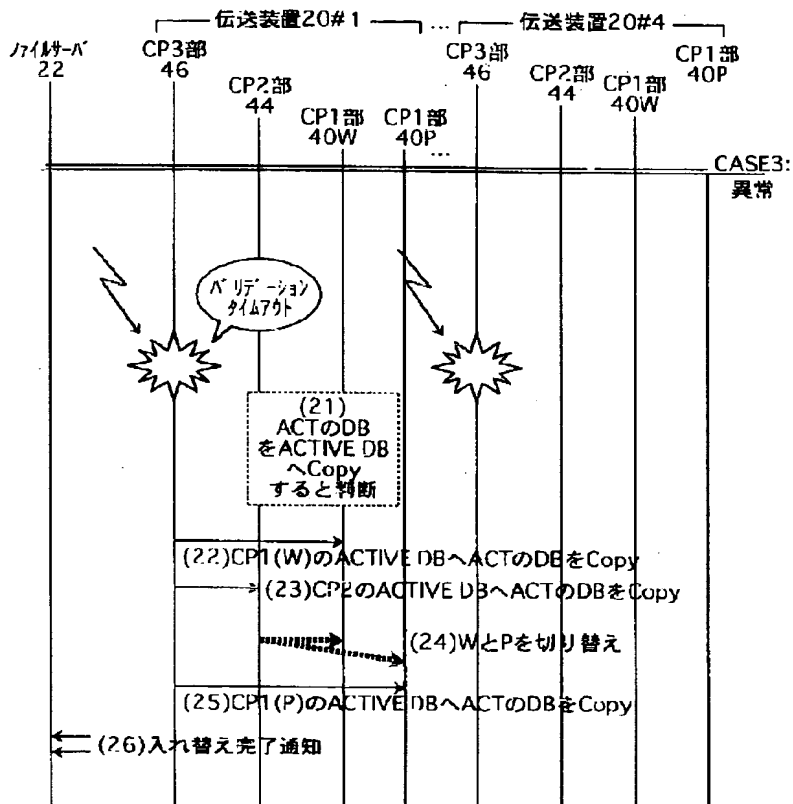 伝送装置20#1 ... 伝送装置20#4
ファイルサーバ
22
CP3部
46
CP2部
44
CP1部
40W
CP1部
40P
...
CP3部
46
CP2部
44
CP1部
40W
CP1部
40P
CASE3:
異常
バリデーション
タイムアウト
(21)
ACTのDB
をACTIVE DB
へCopy
すると判断
(22)CP1(W)のACTIVE DBへACTのDBをCopy
(23)CP2のACTIVE DBへACTのDBをCopy
(24)WとPを切り替え
(25)CP1(P)のACTIVE DBへACTのDBをCopy
(26)入れ替え完了通知